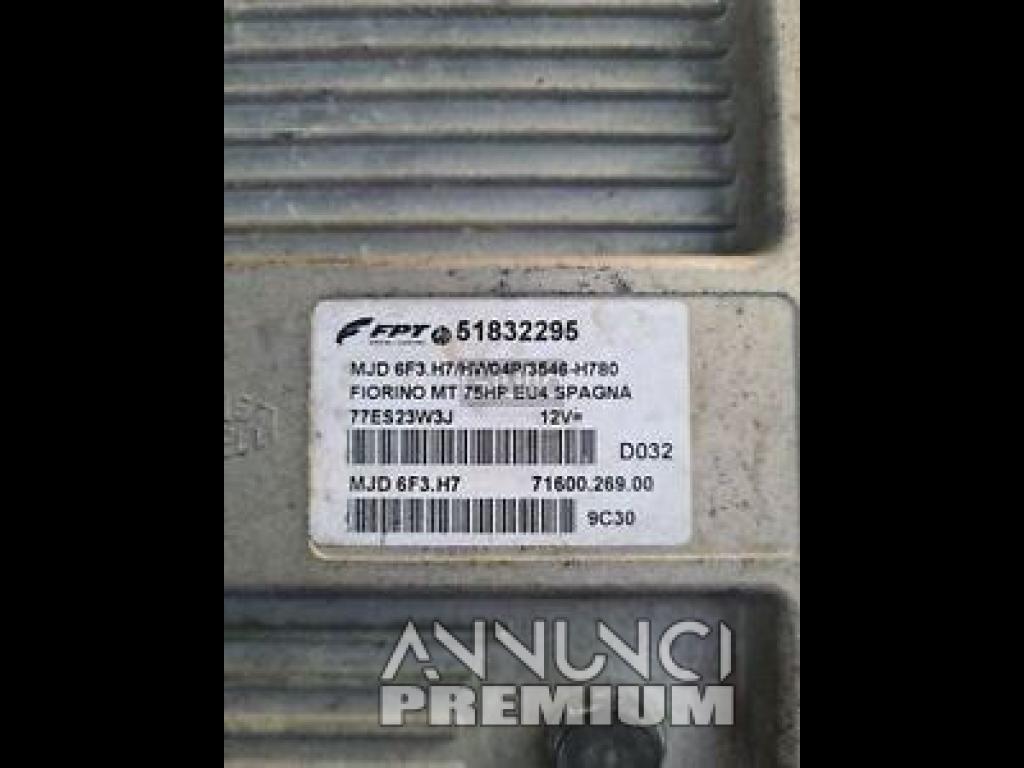 FPT 51832295
MJD 6F3.H7/HW04P/3546-H780
FIORINO MT 75HP EU4 SPAGNA
77ES23W3J 12V=
D032
MJD 6F3.H7 71600.269.00
9C30
ANNUNCI
PREMIUM